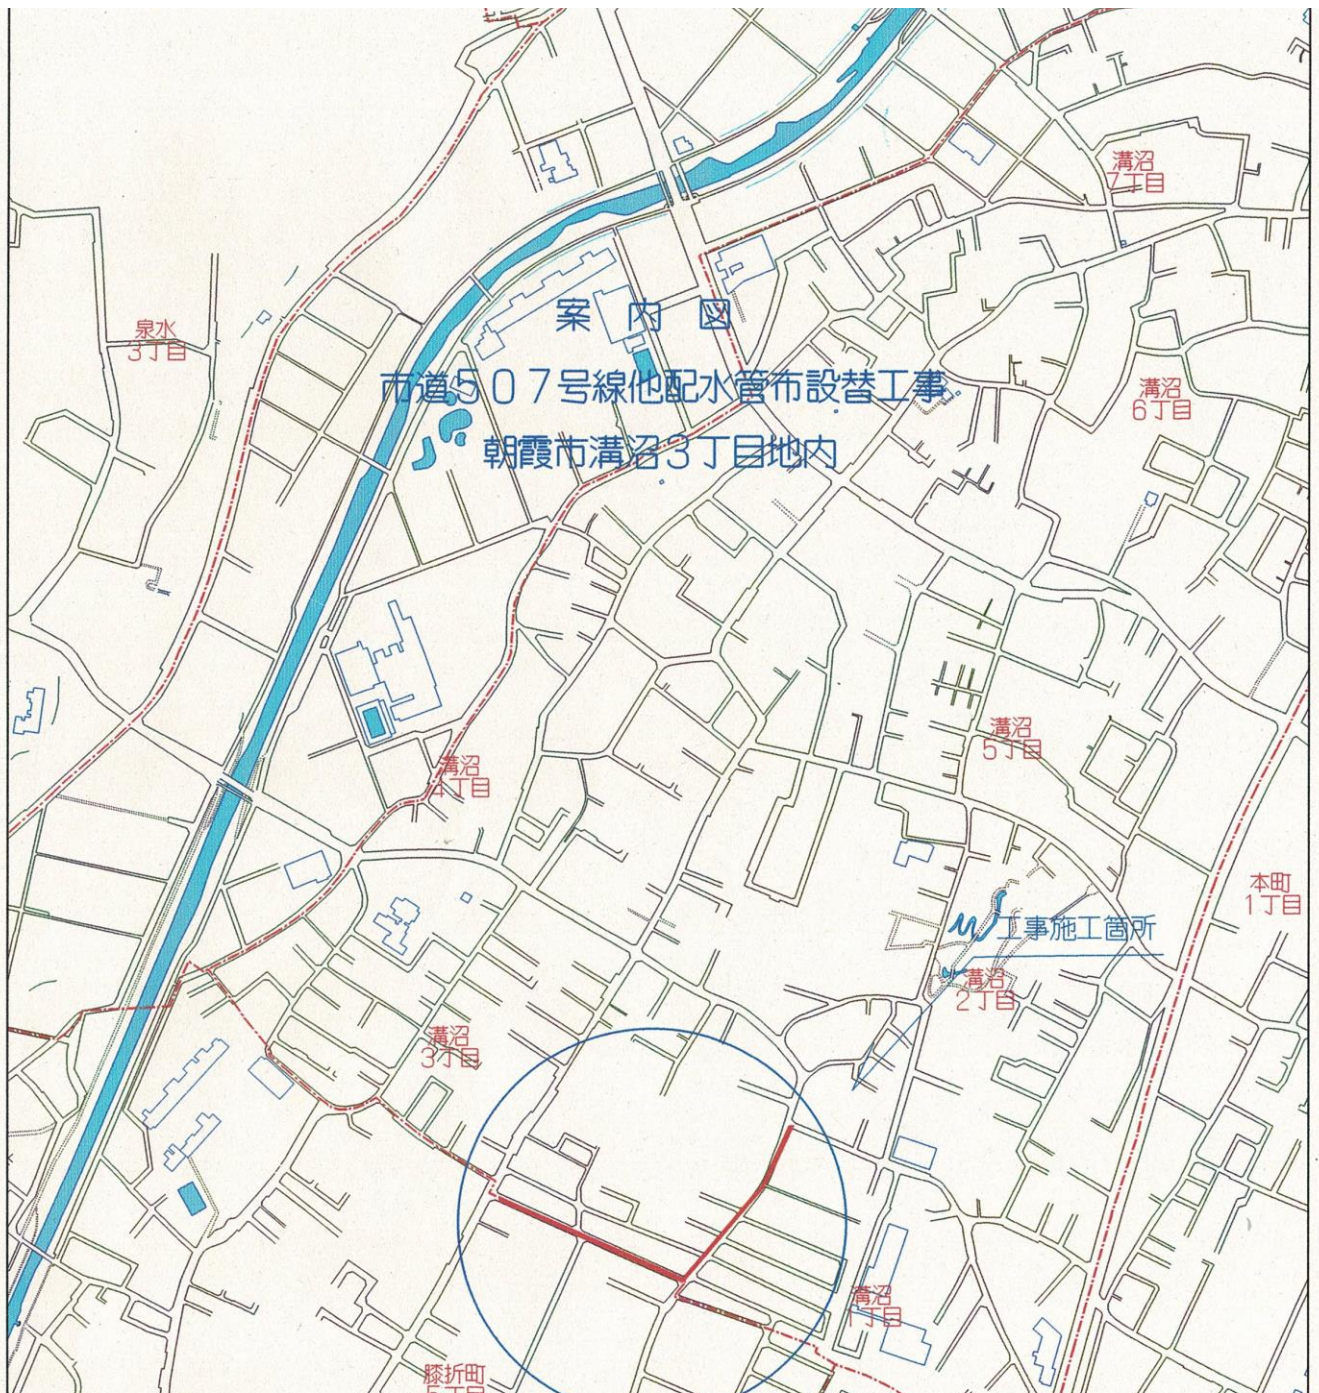 溝沼
7丁目
案内図
泉水
3丁目
市道507号線他配水管布設替工事
溝沼
6丁目
朝霞市溝沼3丁目地内
溝沼
5丁目
溝沼
4丁目
本町
1丁目
工事施工箇所
溝沼
2丁目
溝沼
3丁目
溝沼
1丁目
膝折町
5丁目